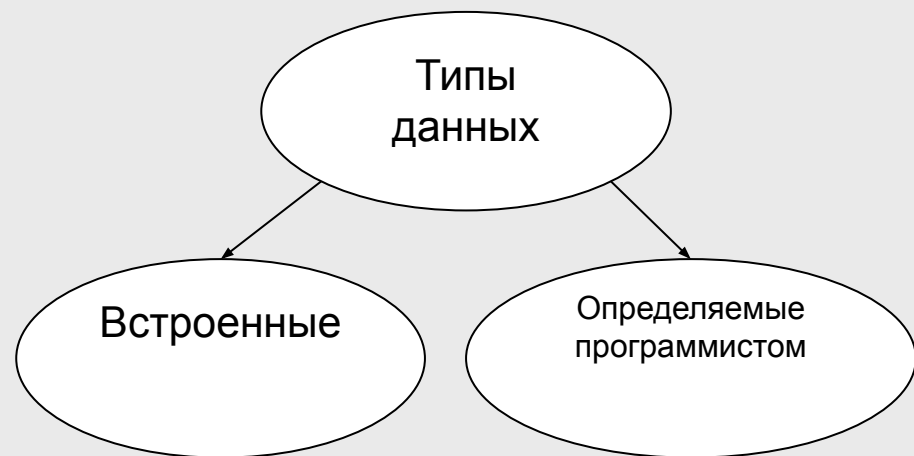 Типы
данных
Встроенные
Определяемые
программистом